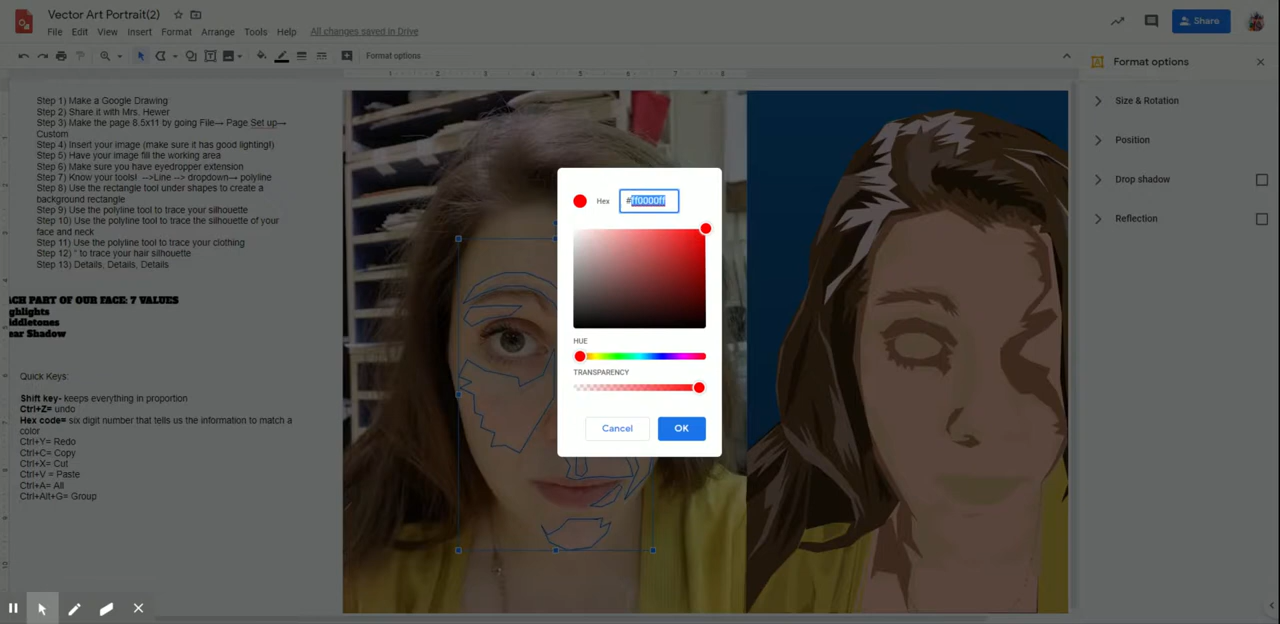 Vector Art Portrait(2)
File Edit View Insert Format Arrange Tools Help All changes saved in Drive
Share
Format options
Format options
1 2 3 4 5 6 7 8
Size & Rotation
Position
Drop shadow
Reflection
Step 1) Make a Google Drawing
Step 2) Share it with Mrs. Hewer
Step 3) Make the page 8.5x11 by going File→ Page Set up→
Custom
Step 4) Insert your image (make sure it has good lighting!)
Step 5) Have your image fill the working area
Step 6) Make sure you have eyedropper extension
Step 7) Know your tools! -->Line --> dropdown→ polyline
Step 8) Use the rectangle tool under shapes to create a
background rectangle
Step 9) Use the polyline tool to trace your silhouette
Step 10) Use the polyline tool to trace the silhouette of your
face and neck
Step 11) Use the polyline tool to trace your clothing
Step 12) " to trace your hair silhouette
Step 13) Details, Details, Details
ACH PART OF OUR FACE: 7 VALUES
ghlights
iddletones
ear Shadow
Quick Keys:
Shift key- keeps everything in proportion
Ctrl+Z= undo
Hex code= six digit number that tells us the information to match a
color
Ctrl+Y= Redo
Ctrl+C= Copy
Ctrl+X= Cut
Ctrl+V = Paste
Ctrl+A= All
Ctrl+Alt+G= Group
Hex #ff0000ff
HUE
TRANSPARENCY
Cancel OK